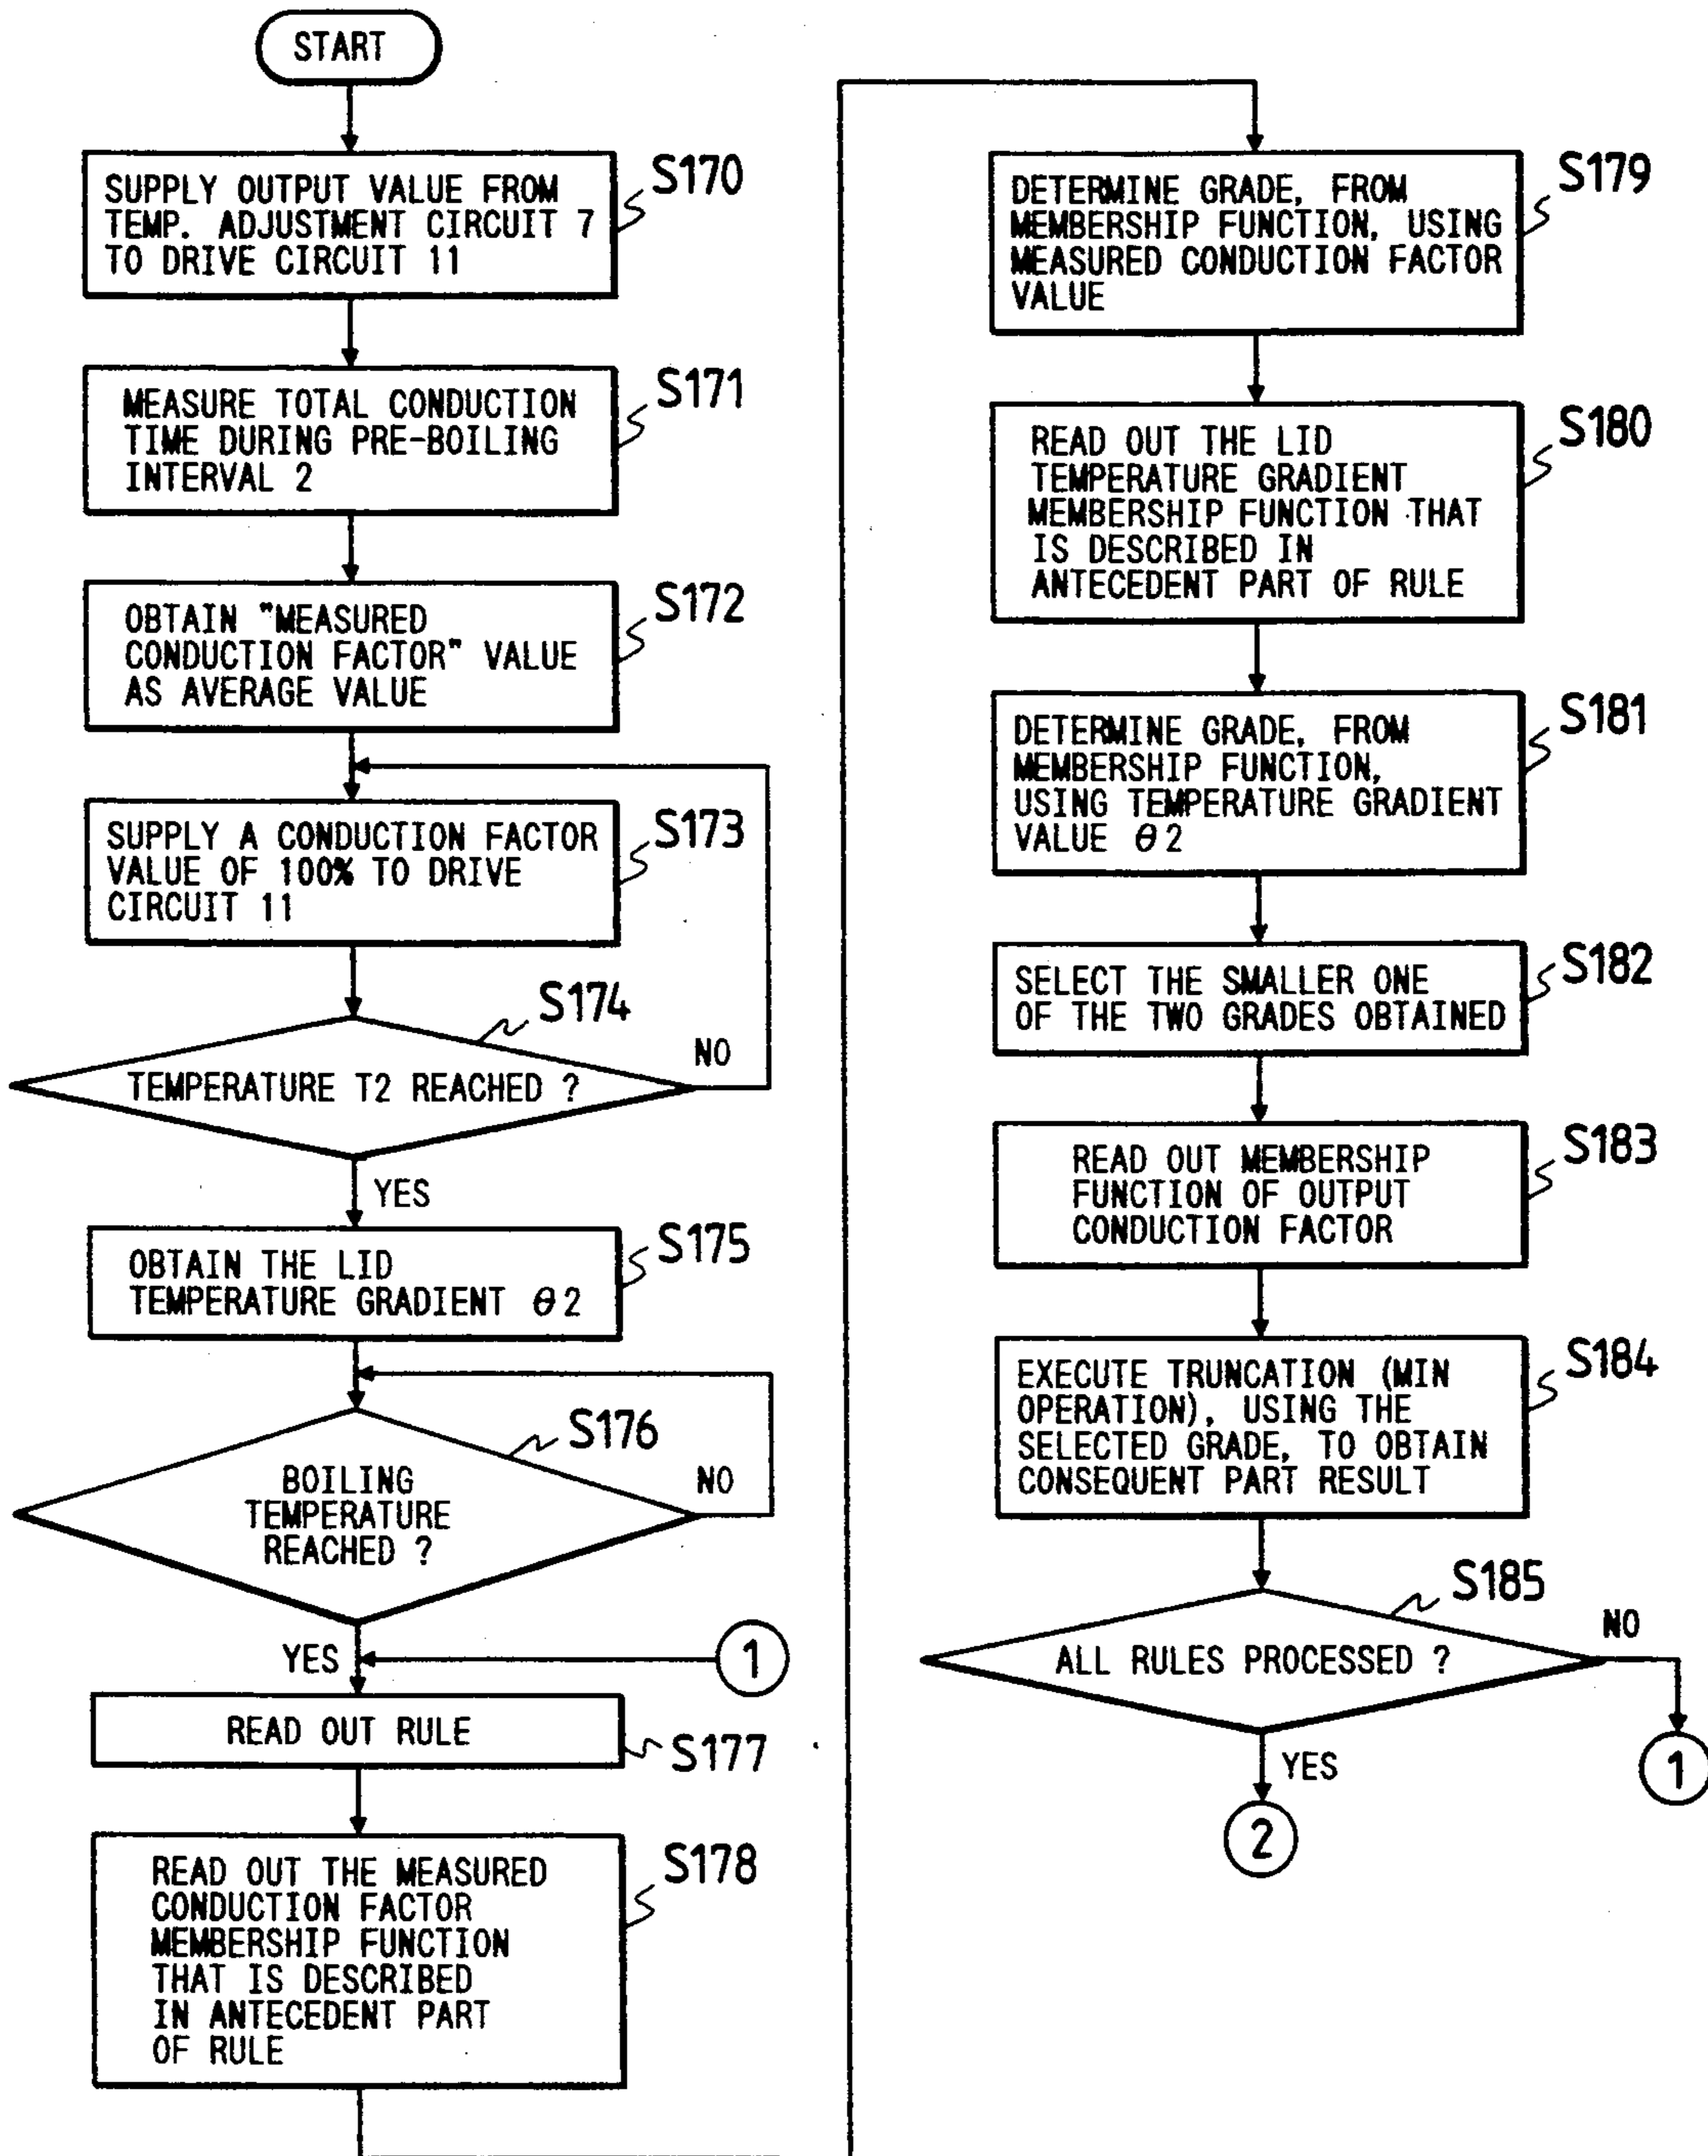 START
SUPPLY OUTPUT VALUE FROM
TEMP. ADJUSTMENT CIRCUIT 7
TO DRIVE CIRCUIT 11
S170
MEASURE TOTAL CONDUCTION
TIME DURING PRE-BOILING
INTERVAL 2
S171
OBTAIN "MEASURED
CONDUCTION FACTOR" VALUE
AS AVERAGE VALUE
S172
SUPPLY A CONDUCTION FACTOR
VALUE OF 100% TO DRIVE
CIRCUIT 11
S173
S174
NO
TEMPERATURE T2 REACHED ?
YES
OBTAIN THE LID
TEMPERATURE GRADIENT θ2
S175
S176
NO
BOILING
TEMPERATURE
REACHED ?
YES
1
READ OUT RULE
S177
READ OUT THE MEASURED
CONDUCTION FACTOR
MEMBERSHIP FUNCTION
THAT IS DESCRIBED
IN ANTECEDENT PART
OF RULE
S178
DETERMINE GRADE, FROM
MEMBERSHIP FUNCTION, USING
MEASURED CONDUCTION FACTOR
VALUE
S179
READ OUT THE LID
TEMPERATURE GRADIENT
MEMBERSHIP FUNCTION THAT
IS DESCRIBED IN
ANTECEDENT PART OF RULE
S180
DETERMINE GRADE, FROM
MEMBERSHIP FUNCTION,
USING TEMPERATURE GRADIENT
VALUE θ2
S181
SELECT THE SMALLER ONE
OF THE TWO GRADES OBTAINED
S182
READ OUT MEMBERSHIP
FUNCTION OF OUTPUT
CONDUCTION FACTOR
S183
EXECUTE TRUNCATION (MIN
OPERATION), USING THE
SELECTED GRADE, TO OBTAIN
CONSEQUENT PART RESULT
S184
S185
NO
ALL RULES PROCESSED ?
YES
1
2